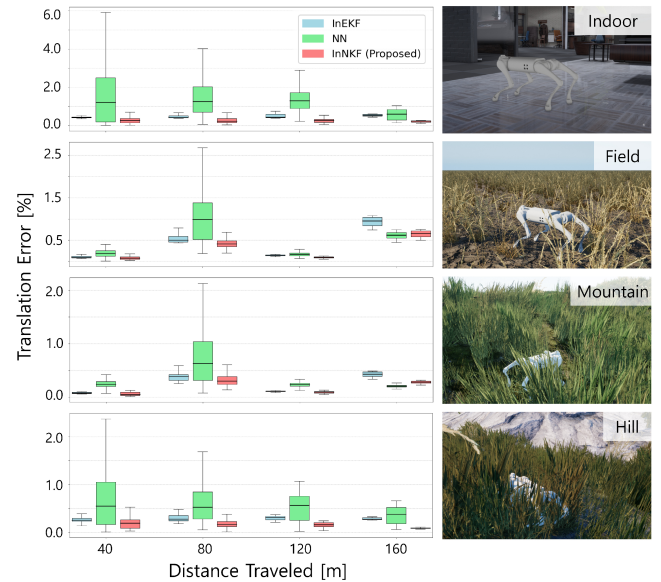 InEKF
NN
InNKF (Proposed)
Indoor
6.0
4.0
2.0
0.0
Field
2.5
1.5
0.5
Translation Error [%]
Mountain
2.0
1.0
0.0
Hill
2.0
1.0
0.0
40 80 120 160
Distance Traveled [m]